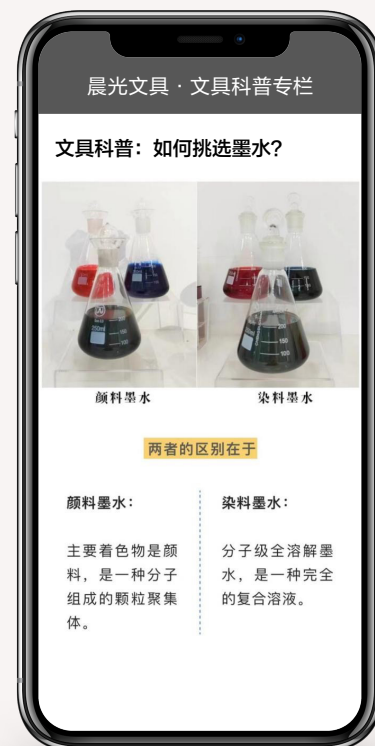 晨光文具 · 文具科普专栏
文具科普：如何挑选墨水？
颜料墨水
染料墨水
两者的区别在于
颜料墨水：
主要着色物是颜
料，是一种分子
组成的颗粒聚集
体。
染料墨水：
分子级全溶解墨
水，是一种完全
的复合溶液。